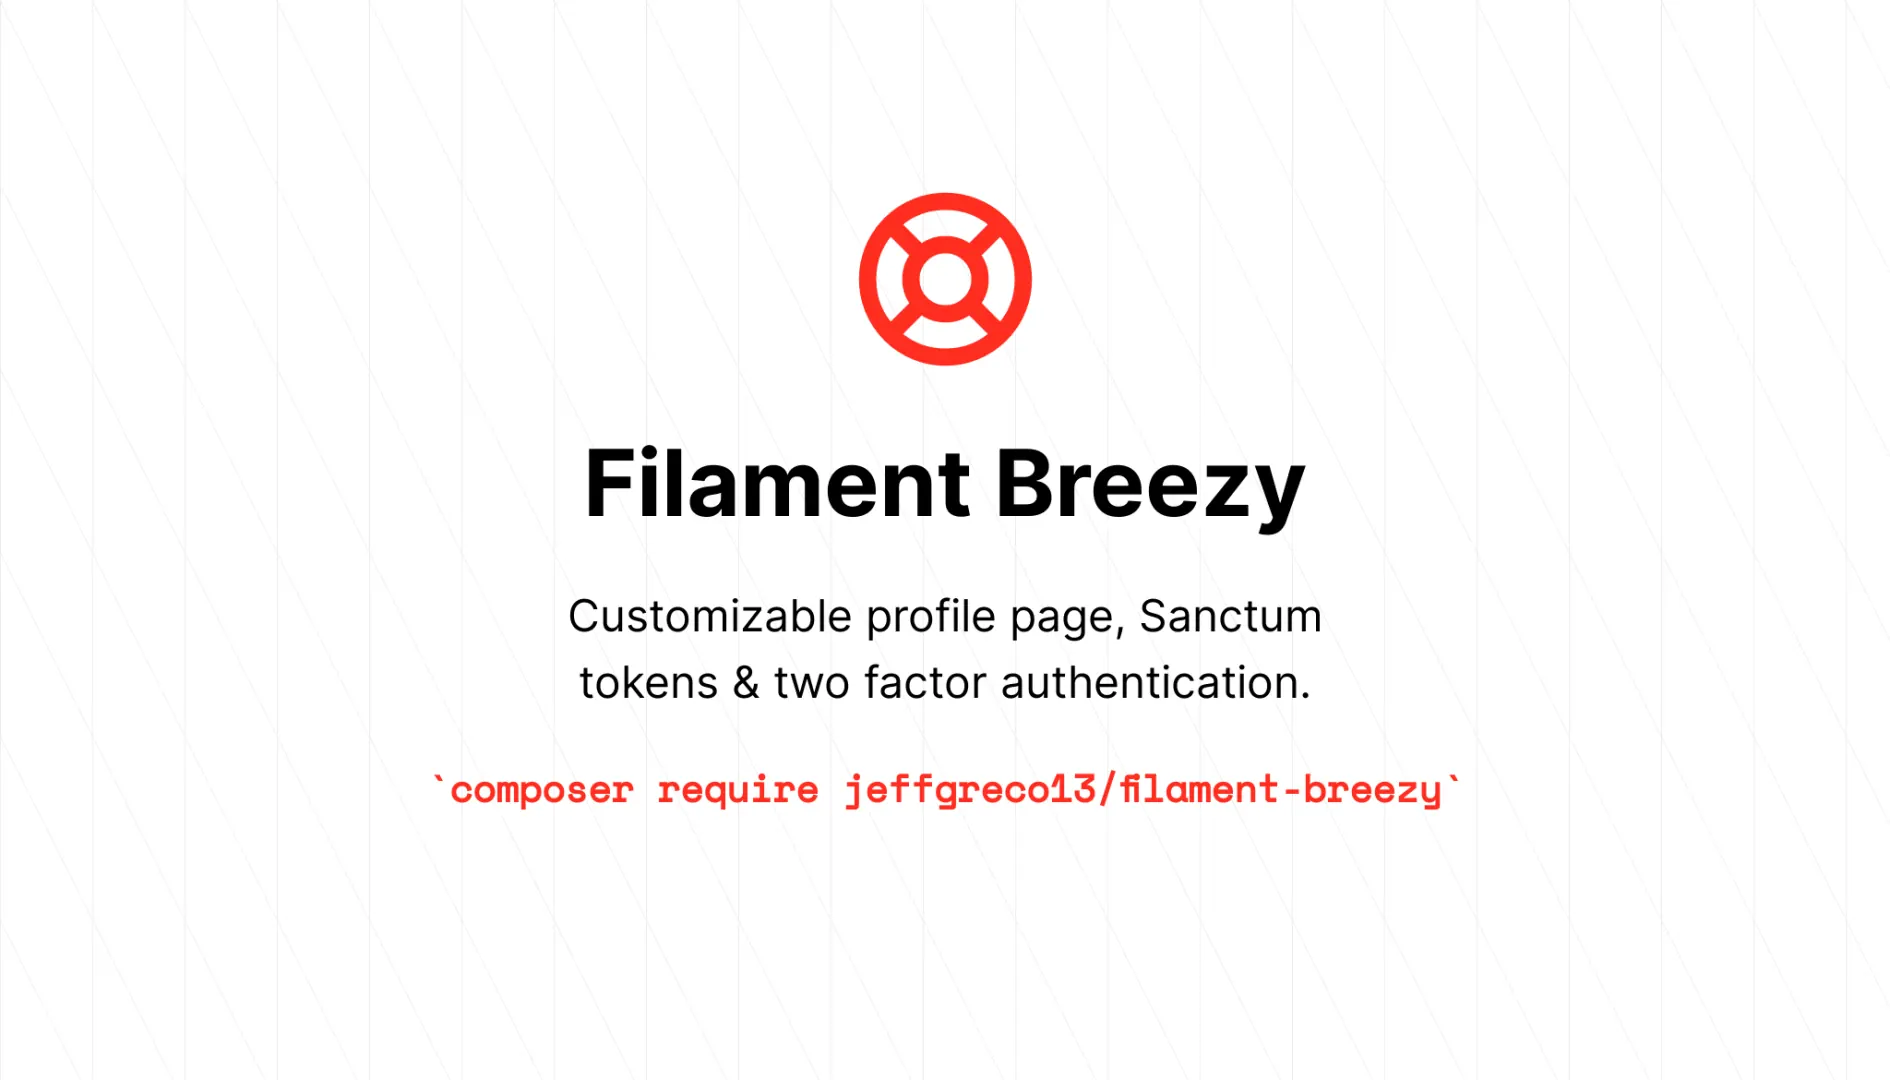 Filament Breezy
Customizable profile page, Sanctum
tokens & two factor authentication.
`composer require jeffgreco13/filament-breezy`